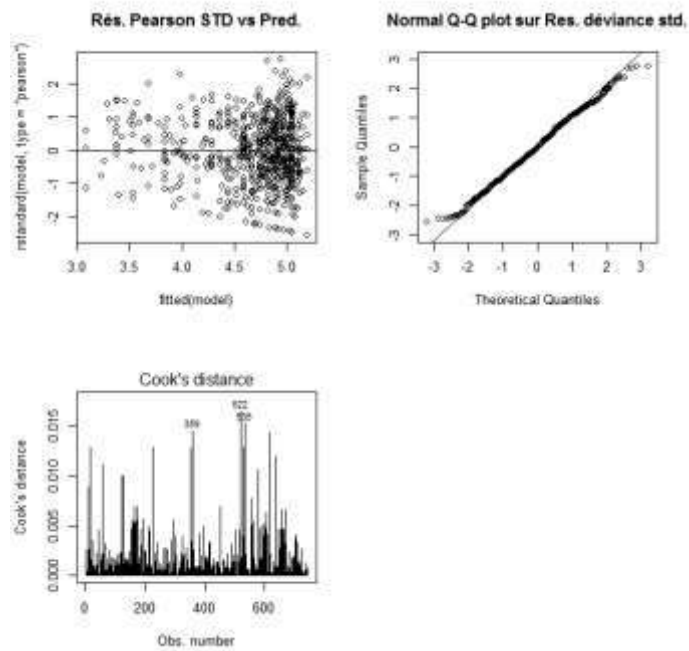 Rés. Pearson STD vs Pred.
rstandard(model, type = "pearson")
2
1
0
-1
-2
3.0 3.5 4.0 4.5 5.0
fitted(model)
Normal Q-Q plot sur Res. déviance std.
Sample Quantiles
3
2
1
0
-1
-2
-3
-3 -2 -1 0 1 2 3
Theoretical Quantiles
Cook's distance
Cook's distance
0.015
0.010
0.005
0.000
522
0 200 400 600
Obs. number